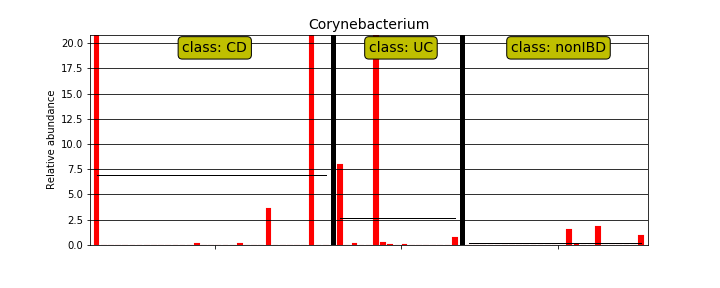 Corynebacterium
class: CD
class: UC
class: nonIBD
Relative abundance
20.0
17.5
15.0
12.5
10.0
7.5
5.0
2.5
0.0